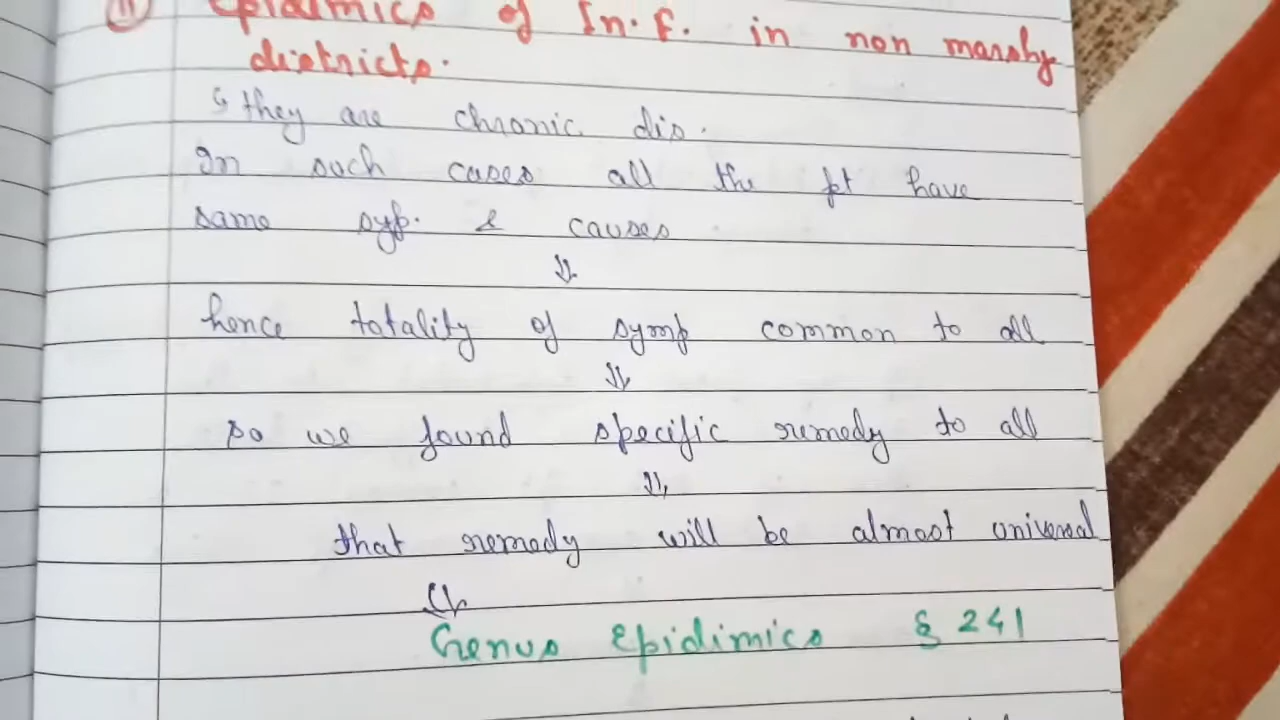 (11) Epidimics of In. F. in non marshy
districts.
↳ they are chronic dis.
In such cases all the pt have
same syp. & causes
⇓
hence totality of symp common to all
⇓
so we found specific remedy to all
⇓
that remedy will be almost universal
⇓
Genus Epidimics § 241